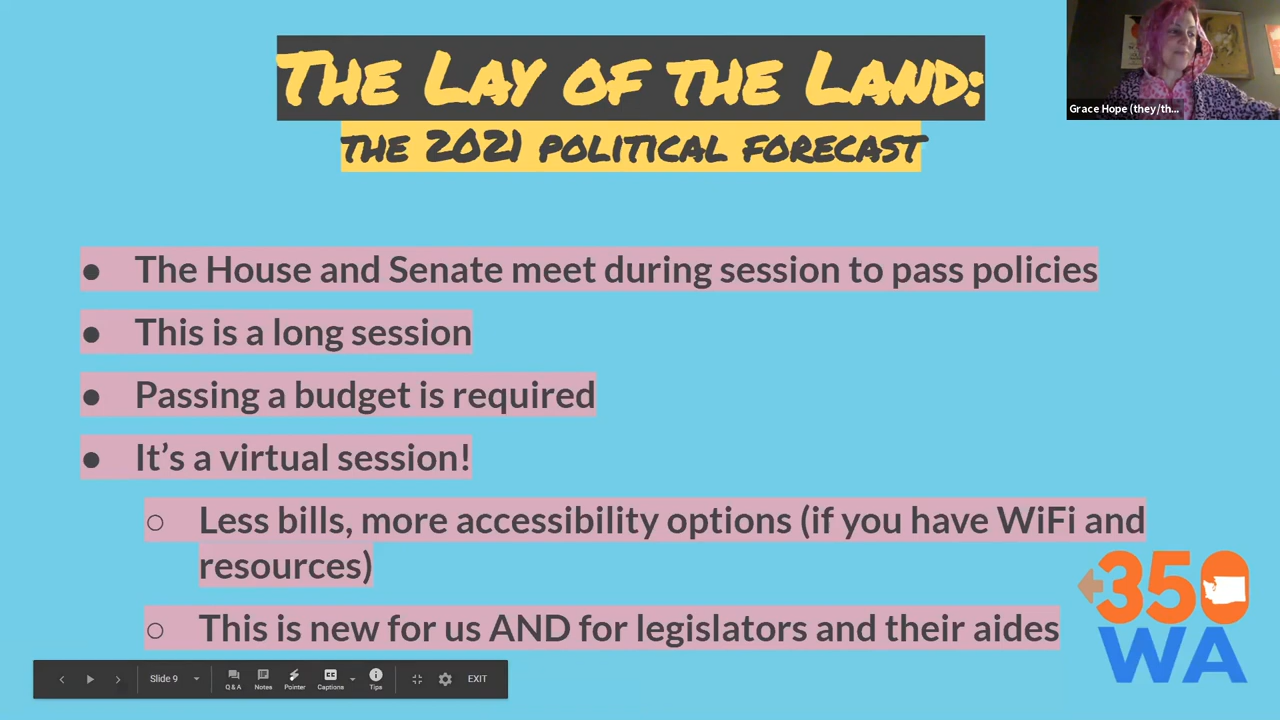 THE LAY OF THE LAND:
THE 2021 POLITICAL FORECAST
Grace Hope (they/th...
● The House and Senate meet during session to pass policies
● This is a long session
● Passing a budget is required
● It's a virtual session!
○ Less bills, more accessibility options (if you have WiFi and
resources)
○ This is new for us AND for legislators and their aides
350
WA
Slide 9
Q & A
Notes
Pointer
Captions
Tips
EXIT